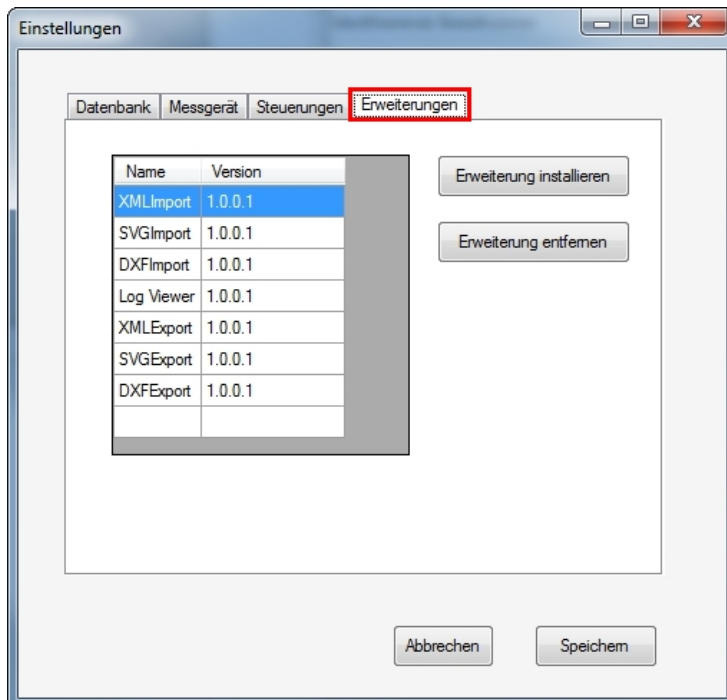 Einstellungen
Datenbank Messgerät Steuerungen Erweiterungen
Name Version
XMLImport 1.0.0.1
SVGImport 1.0.0.1
DXFImport 1.0.0.1
Log Viewer 1.0.0.1
XMLExport 1.0.0.1
SVGExport 1.0.0.1
DXFExport 1.0.0.1
Erweiterung installieren
Erweiterung entfernen
Abbrechen Speichern